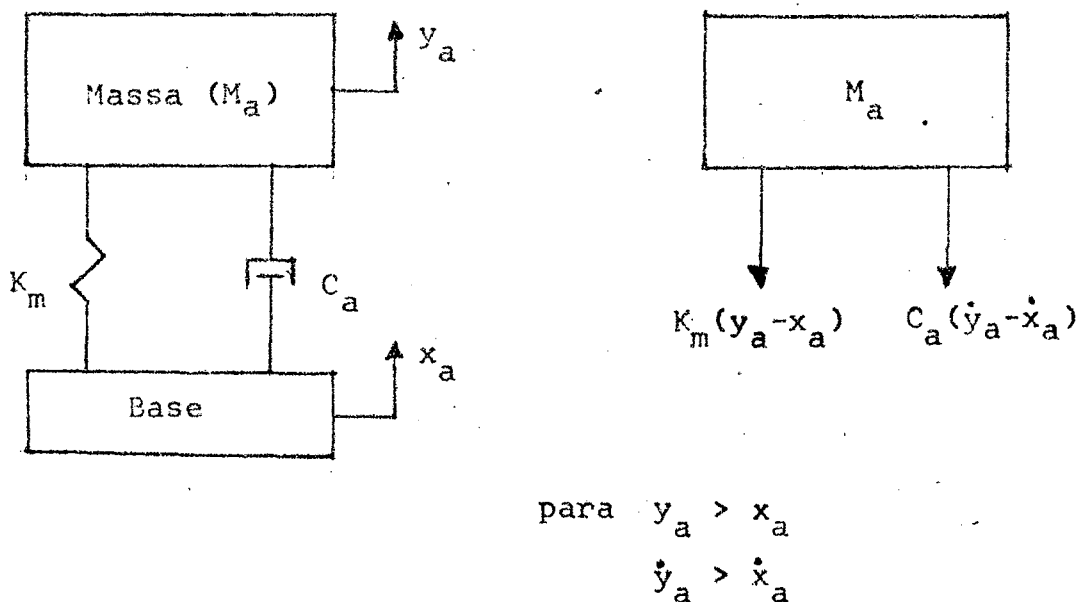 y_a
Massa (M_a)
M_a
K_m
C_a
K_m(y_a-x_a)
C_a(ẏ_a-ẋ_a)
x_a
Base
para y_a > x_a
ẏ_a > ẋ_a